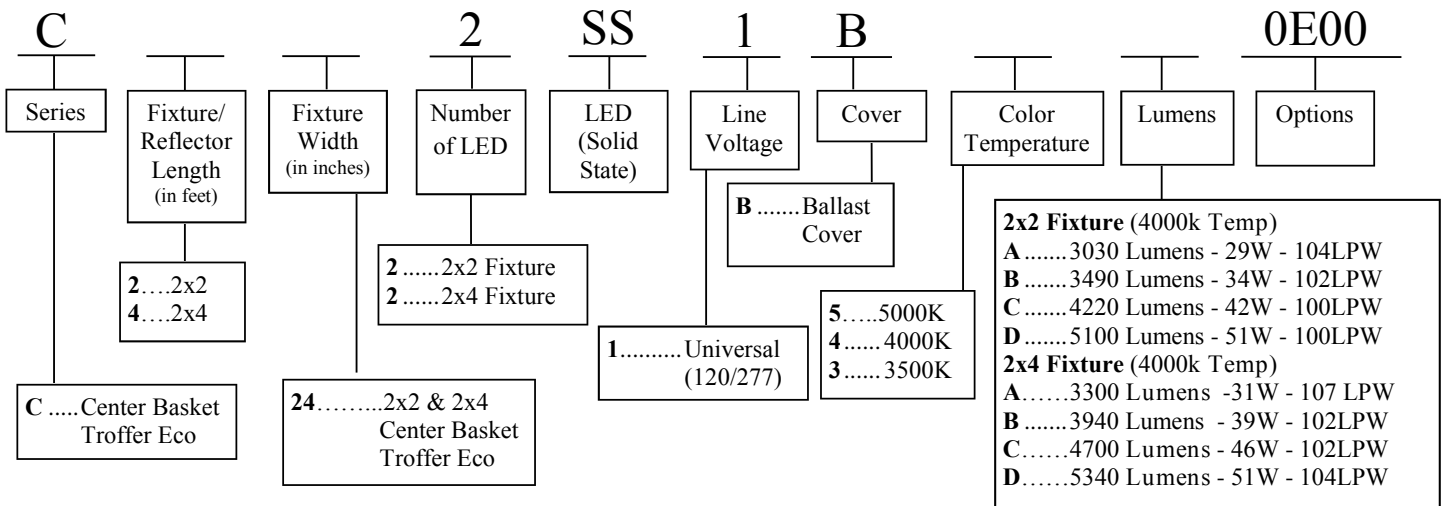 C 2 SS 1 B 0E00
Series
Fixture/
Reflector
Length
(in feet)
Fixture
Width
(in inches)
Number
of LED
LED
(Solid
State)
Line
Voltage
Cover
Color
Temperature
Lumens
Options
C .....Center Basket
Troffer Eco
2....2x2
4....2x4
24.........2x2 & 2x4
Center Basket
Troffer Eco
2 ......2x2 Fixture
2 ......2x4 Fixture
1..........Universal
(120/277)
B .......Ballast
Cover
5.....5000K
4 ......4000K
3 ......3500K
2x2 Fixture (4000k Temp)
A .......3030 Lumens - 29W - 104LPW
B .......3490 Lumens - 34W - 102LPW
C .......4220 Lumens - 42W - 100LPW
D .......5100 Lumens - 51W - 100LPW
2x4 Fixture (4000k Temp)
A......3300 Lumens -31W - 107 LPW
B .......3940 Lumens - 39W - 102LPW
C......4700 Lumens - 46W - 102LPW
D......5340 Lumens - 51W - 104LPW